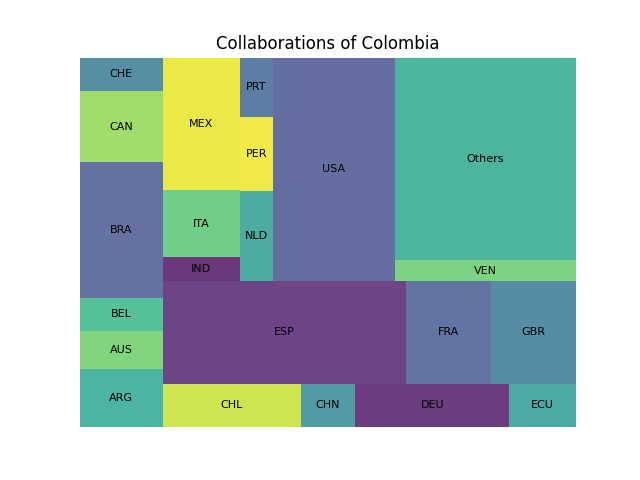 Collaborations of Colombia
CHE
CAN
BRA
BEL
AUS
ARG
MEX
ITA
IND
PRT
PER
NLD
USA
Others
VEN
ESP
FRA
GBR
CHL
CHN
DEU
ECU